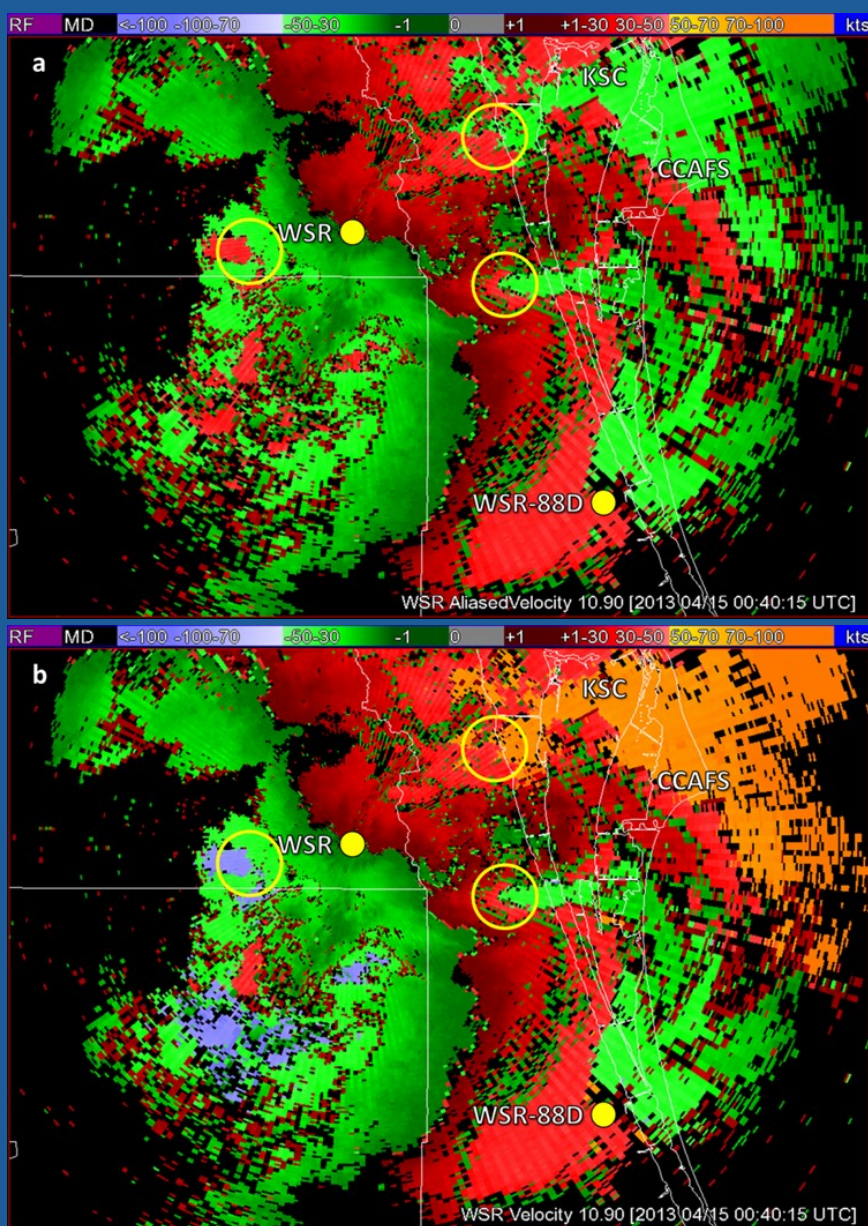 RF MD <-100 -100-70 -50-30 -1 0 +1 +1-30 30-50 50-70 70-100 kts
a
KSC
CCAFS
WSR
WSR-88D
WSR AliasedVelocity 10.90 [2013 04/15 00:40:15 UTC]
RF MD <-100 -100-70 -50-30 -1 0 +1 +1-30 30-50 50-70 70-100 kts
b
KSC
CCAFS
WSR
WSR-88D
WSR Velocity 10.90 [2013 04/15 00:40:15 UTC]